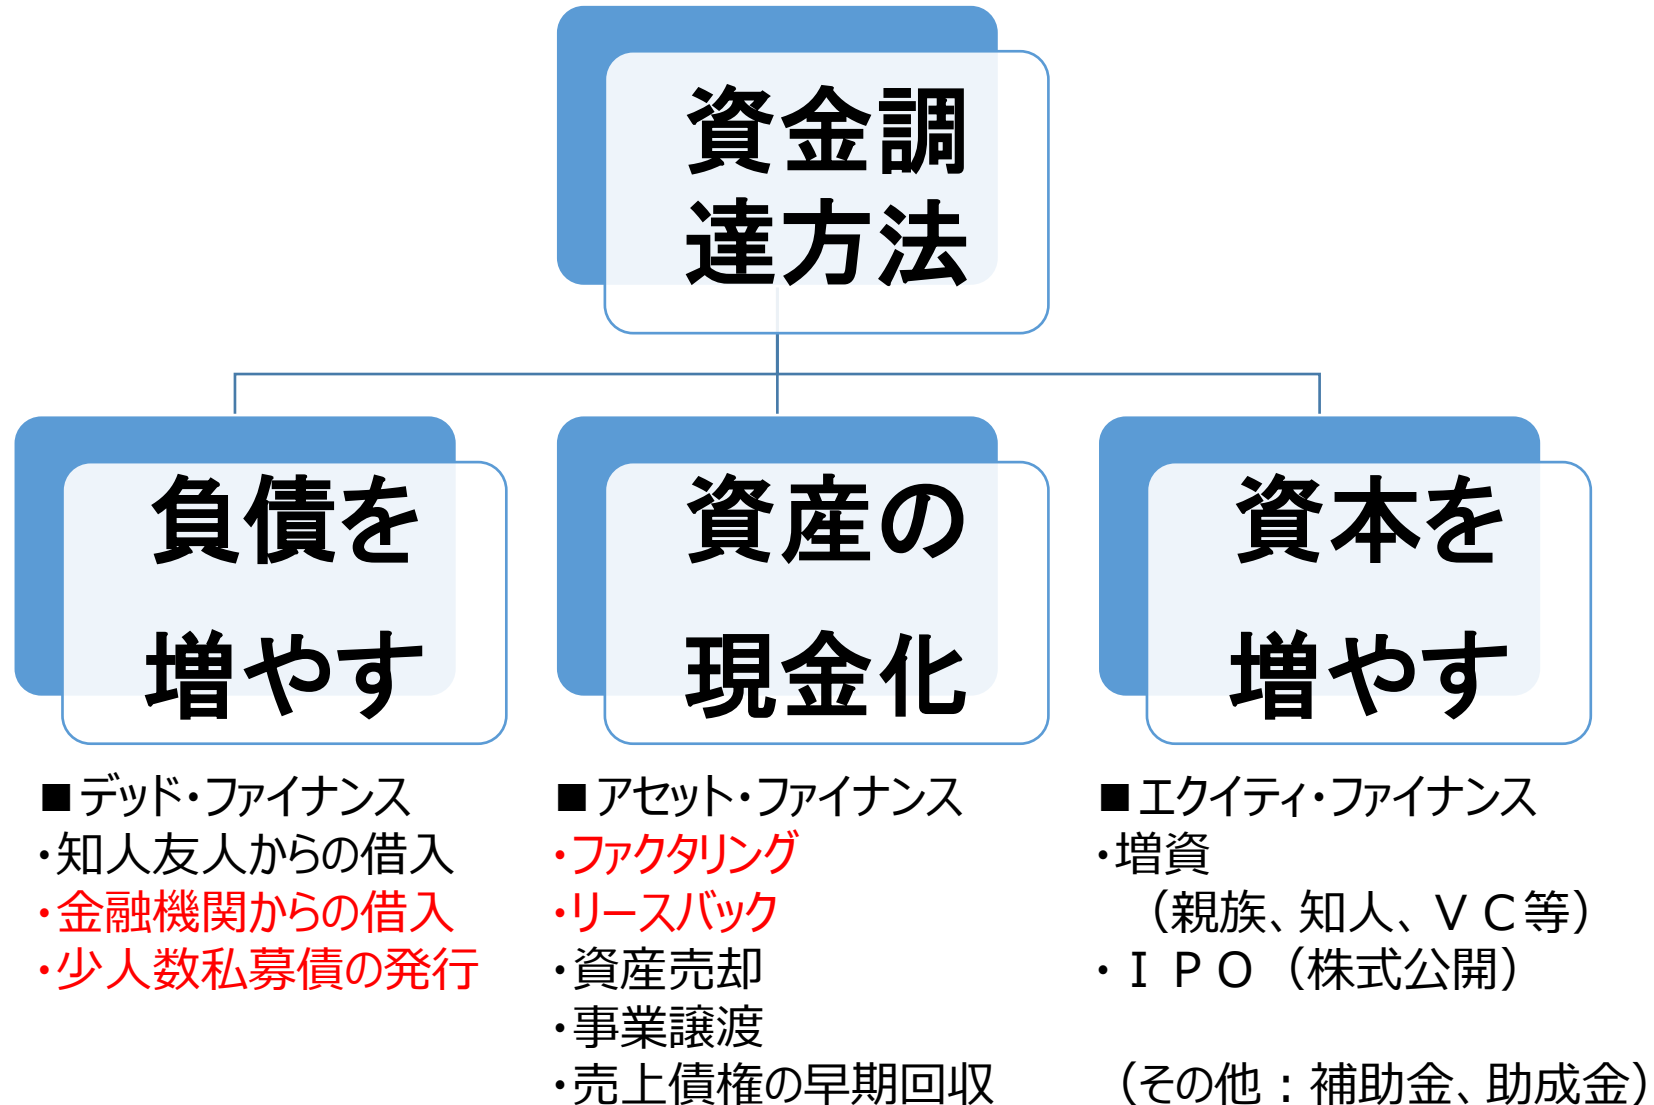 資金調
達方法
負債を
増やす
資産の
現金化
資本を
増やす
■デッド・ファイナンス
・知人友人からの借入
・金融機関からの借入
・少人数私募債の発行
■アセット・ファイナンス
・ファクタリング
・リースバック
・資産売却
・事業譲渡
・売上債権の早期回収
■エクイティ・ファイナンス
・増資
（親族、知人、ＶＣ等）
・ＩＰＯ（株式公開）
（その他：補助金、助成金）